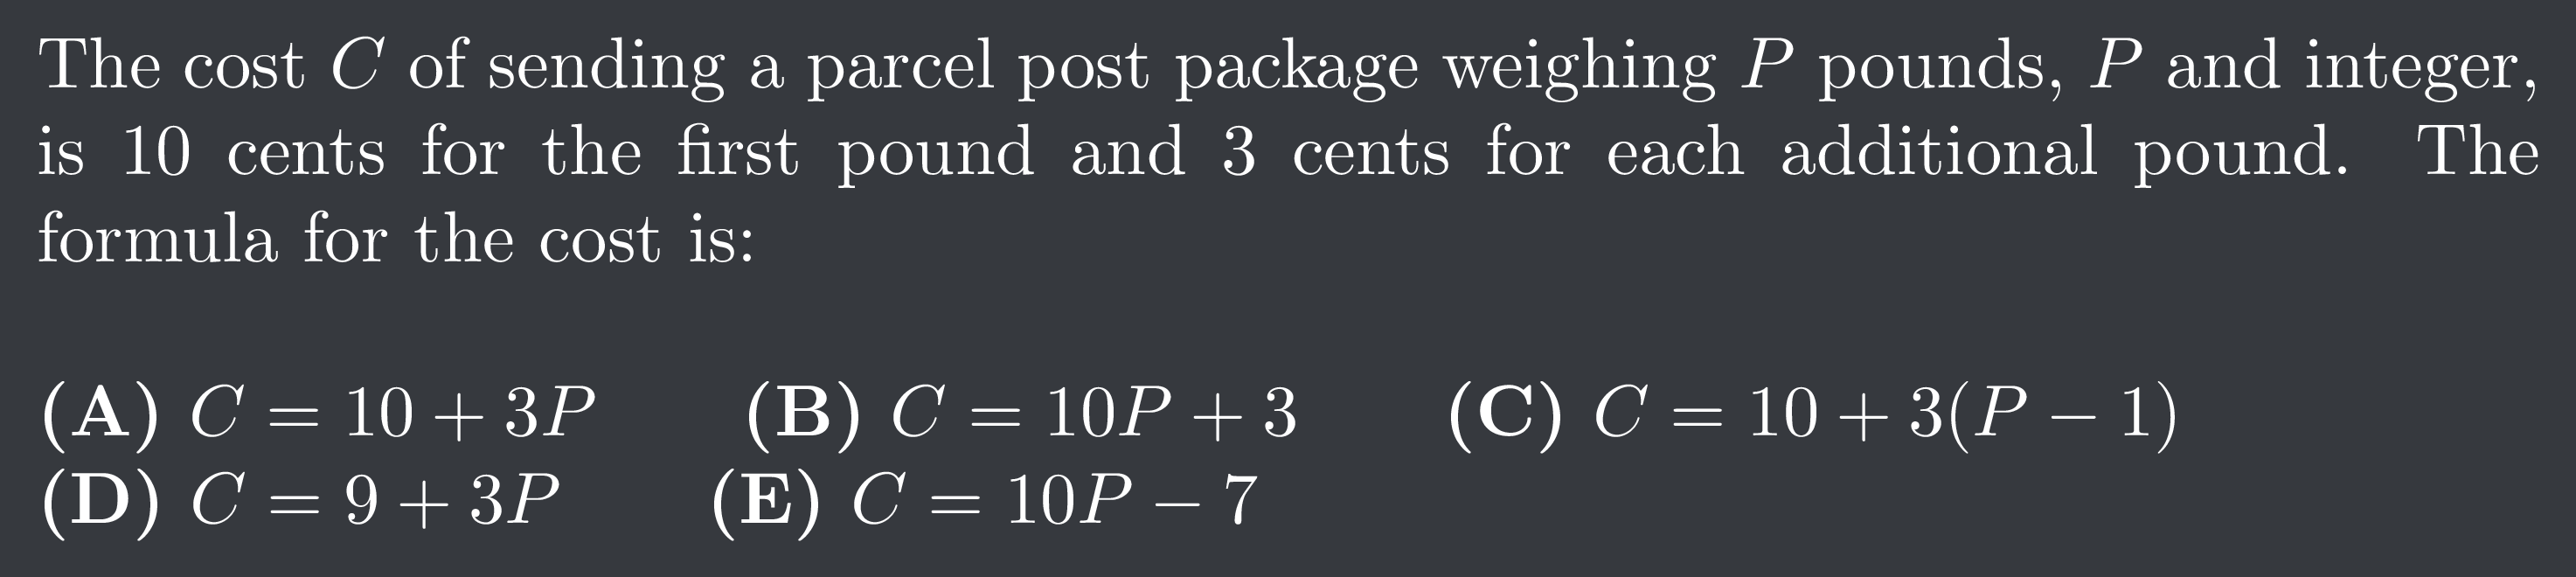 The cost C of sending a parcel post package weighing P pounds, P and integer,
is 10 cents for the first pound and 3 cents for each additional pound. The
formula for the cost is:
(A) C = 10 + 3P (B) C = 10P + 3 (C) C = 10 + 3(P − 1)
(D) C = 9 + 3P (E) C = 10P − 7